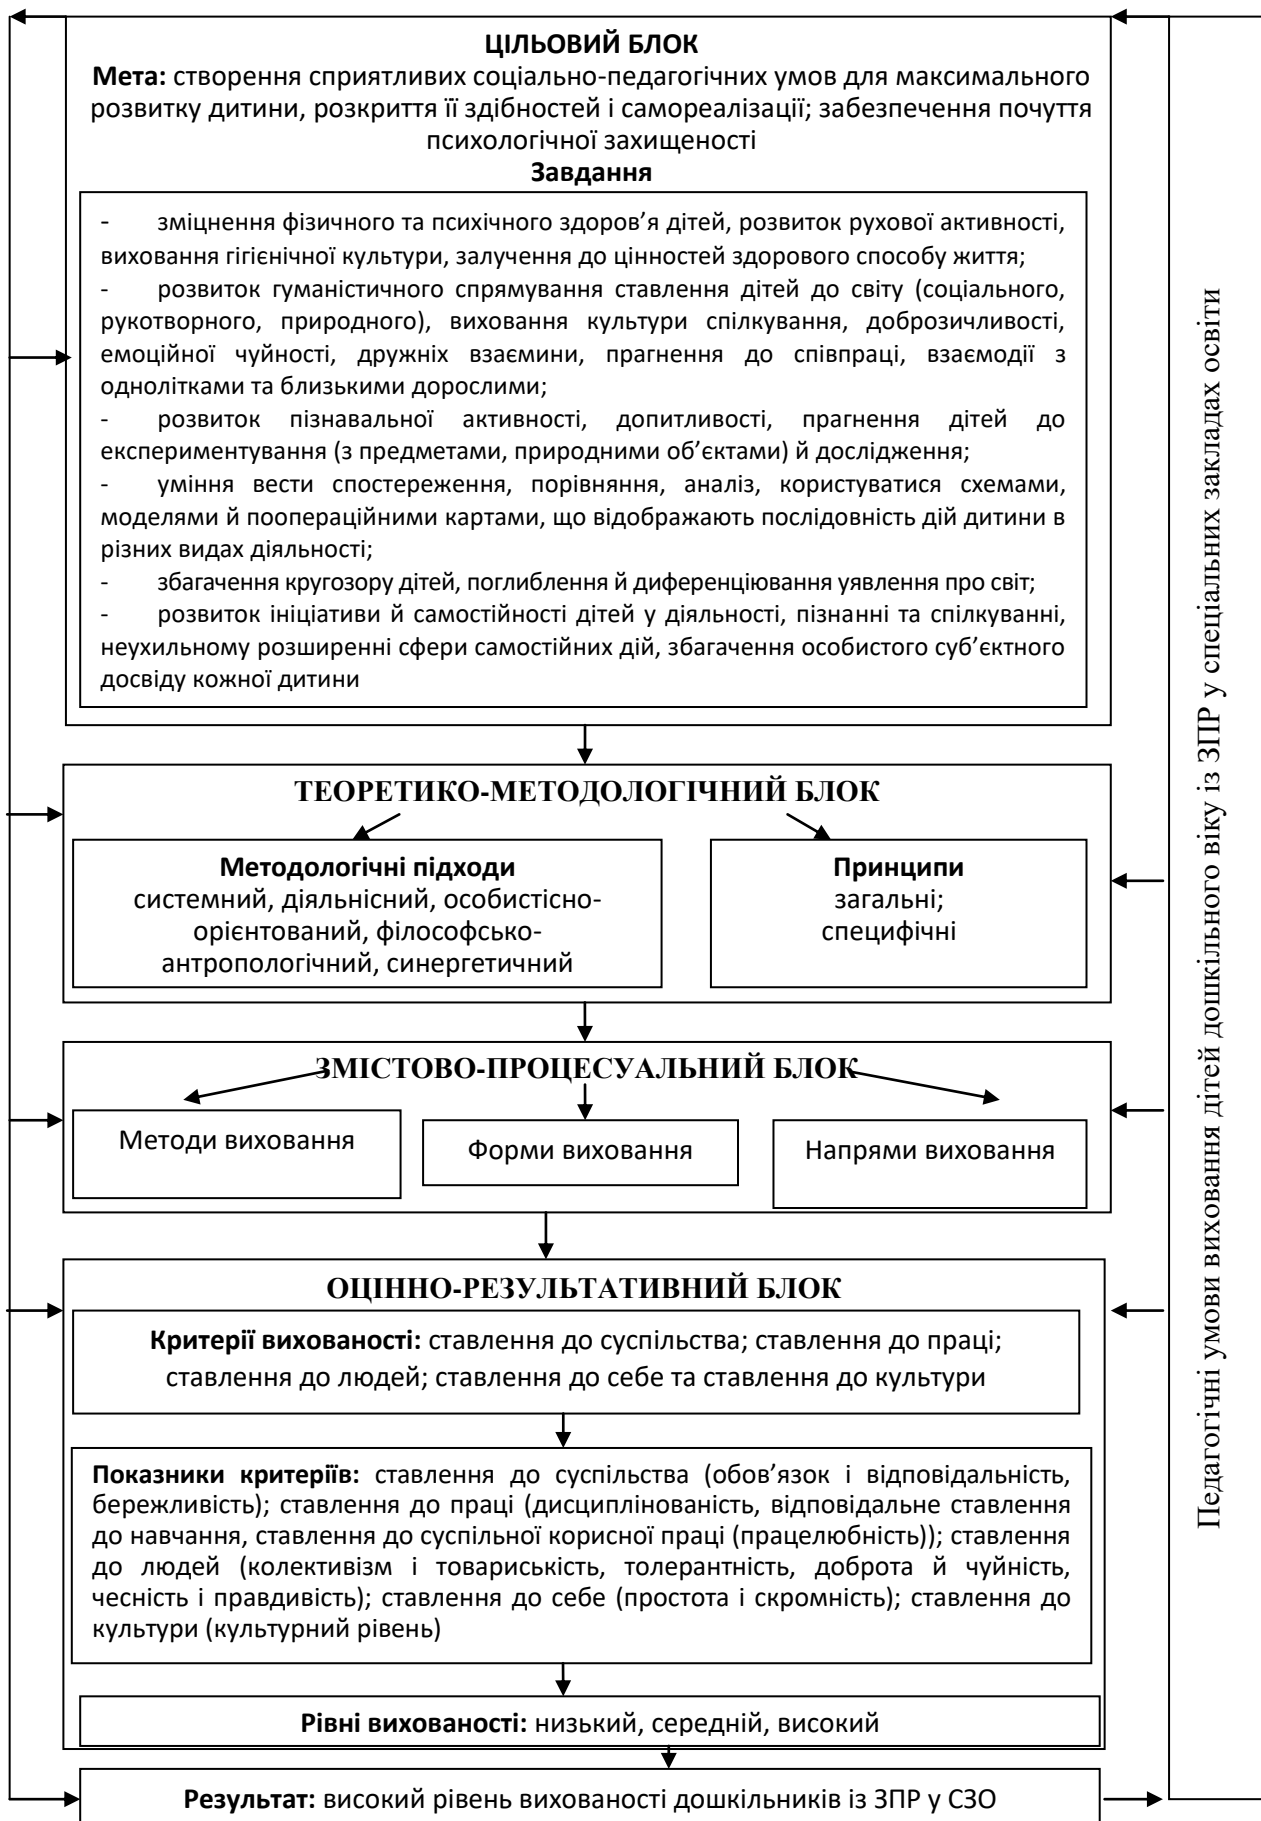 ЦІЛЬОВИЙ БЛОК
Мета: створення сприятливих соціально-педагогічних умов для максимального
розвитку дитини, розкриття її здібностей і самореалізації; забезпечення почуття
психологічної захищеності
Завдання
- зміцнення фізичного та психічного здоров’я дітей, розвиток рухової активності,
виховання гігієнічної культури, залучення до цінностей здорового способу життя;
- розвиток гуманістичного спрямування ставлення дітей до світу (соціального,
рукотворного, природного), виховання культури спілкування, доброзичливості,
емоційної чуйності, дружніх взаємини, прагнення до співпраці, взаємодії з
однолітками та близькими дорослими;
- розвиток пізнавальної активності, допитливості, прагнення дітей до
експериментування (з предметами, природними об’єктами) й дослідження;
- уміння вести спостереження, порівняння, аналіз, користуватися схемами,
моделями й поопераційними картами, що відображають послідовність дій дитини в
різних видах діяльності;
- збагачення кругозору дітей, поглиблення й диференціювання уявлення про світ;
- розвиток ініціативи й самостійності дітей у діяльності, пізнанні та спілкуванні,
неухильному розширенні сфери самостійних дій, збагачення особистого суб’єктного
досвіду кожної дитини
ТЕОРЕТИКО-МЕТОДОЛОГІЧНИЙ БЛОК
Методологічні підходи
системний, діяльнісний, особистісно-
орієнтований, філософсько-
антропологічний, синергетичний
Принципи
загальні;
специфічні
ЗМІСТОВО-ПРОЦЕСУАЛЬНИЙ БЛОК
Методи виховання
Форми виховання
Напрями виховання
ОЦІННО-РЕЗУЛЬТАТИВНИЙ БЛОК
Критерії вихованості: ставлення до суспільства; ставлення до праці;
ставлення до людей; ставлення до себе та ставлення до культури
Показники критеріїв: ставлення до суспільства (обов’язок і відповідальність,
бережливість); ставлення до праці (дисциплінованість, відповідальне ставлення
до навчання, ставлення до суспільної корисної праці (працелюбність)); ставлення
до людей (колективізм і товариськість, толерантність, доброта й чуйність,
чесність і правдивість); ставлення до себе (простота і скромність); ставлення до
культури (культурний рівень)
Рівні вихованості: низький, середній, високий
Результат: високий рівень вихованості дошкільників із ЗПР у СЗО
Педагогічні умови виховання дітей дошкільного віку із ЗПР у спеціальних закладах освіти